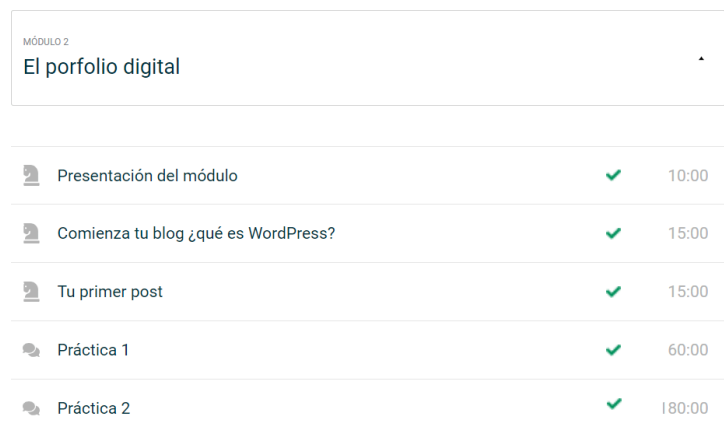 MÓDULO 2
El porfolio digital
Presentación del módulo 10:00
Comienza tu blog ¿qué es WordPress? 15:00
Tu primer post 15:00
Práctica 1 60:00
Práctica 2 180:00